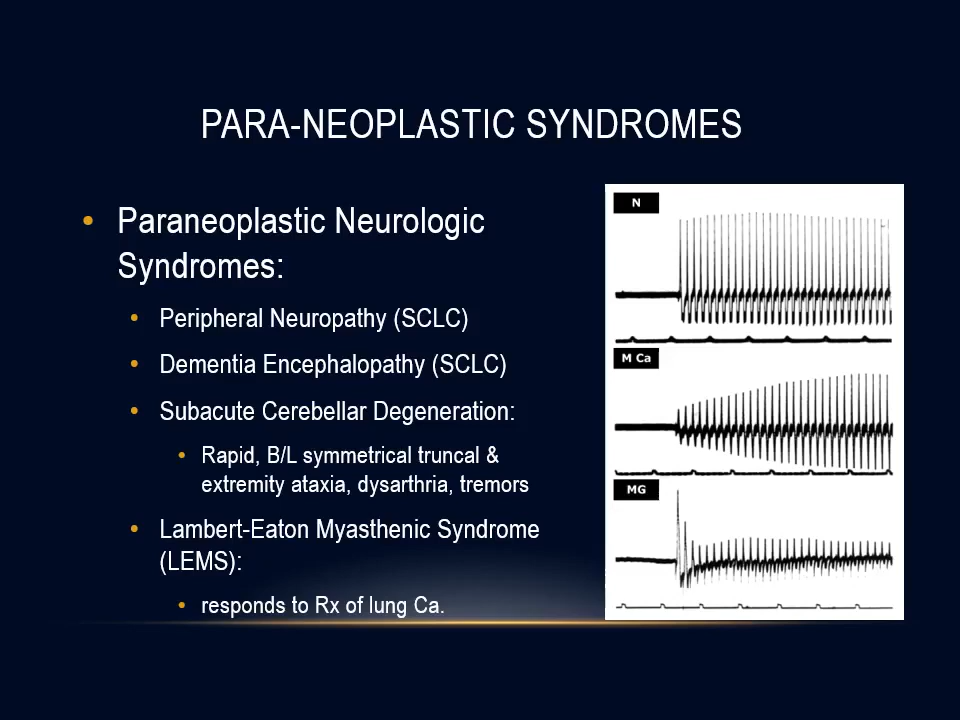 PARA-NEOPLASTIC SYNDROMES
• Paraneoplastic Neurologic
Syndromes:
• Peripheral Neuropathy (SCLC)
• Dementia Encephalopathy (SCLC)
• Subacute Cerebellar Degeneration:
• Rapid, B/L symmetrical truncal &
extremity ataxia, dysarthria, tremors
• Lambert-Eaton Myasthenic Syndrome
(LEMS):
• responds to Rx of lung Ca.
N
M Ca
MG